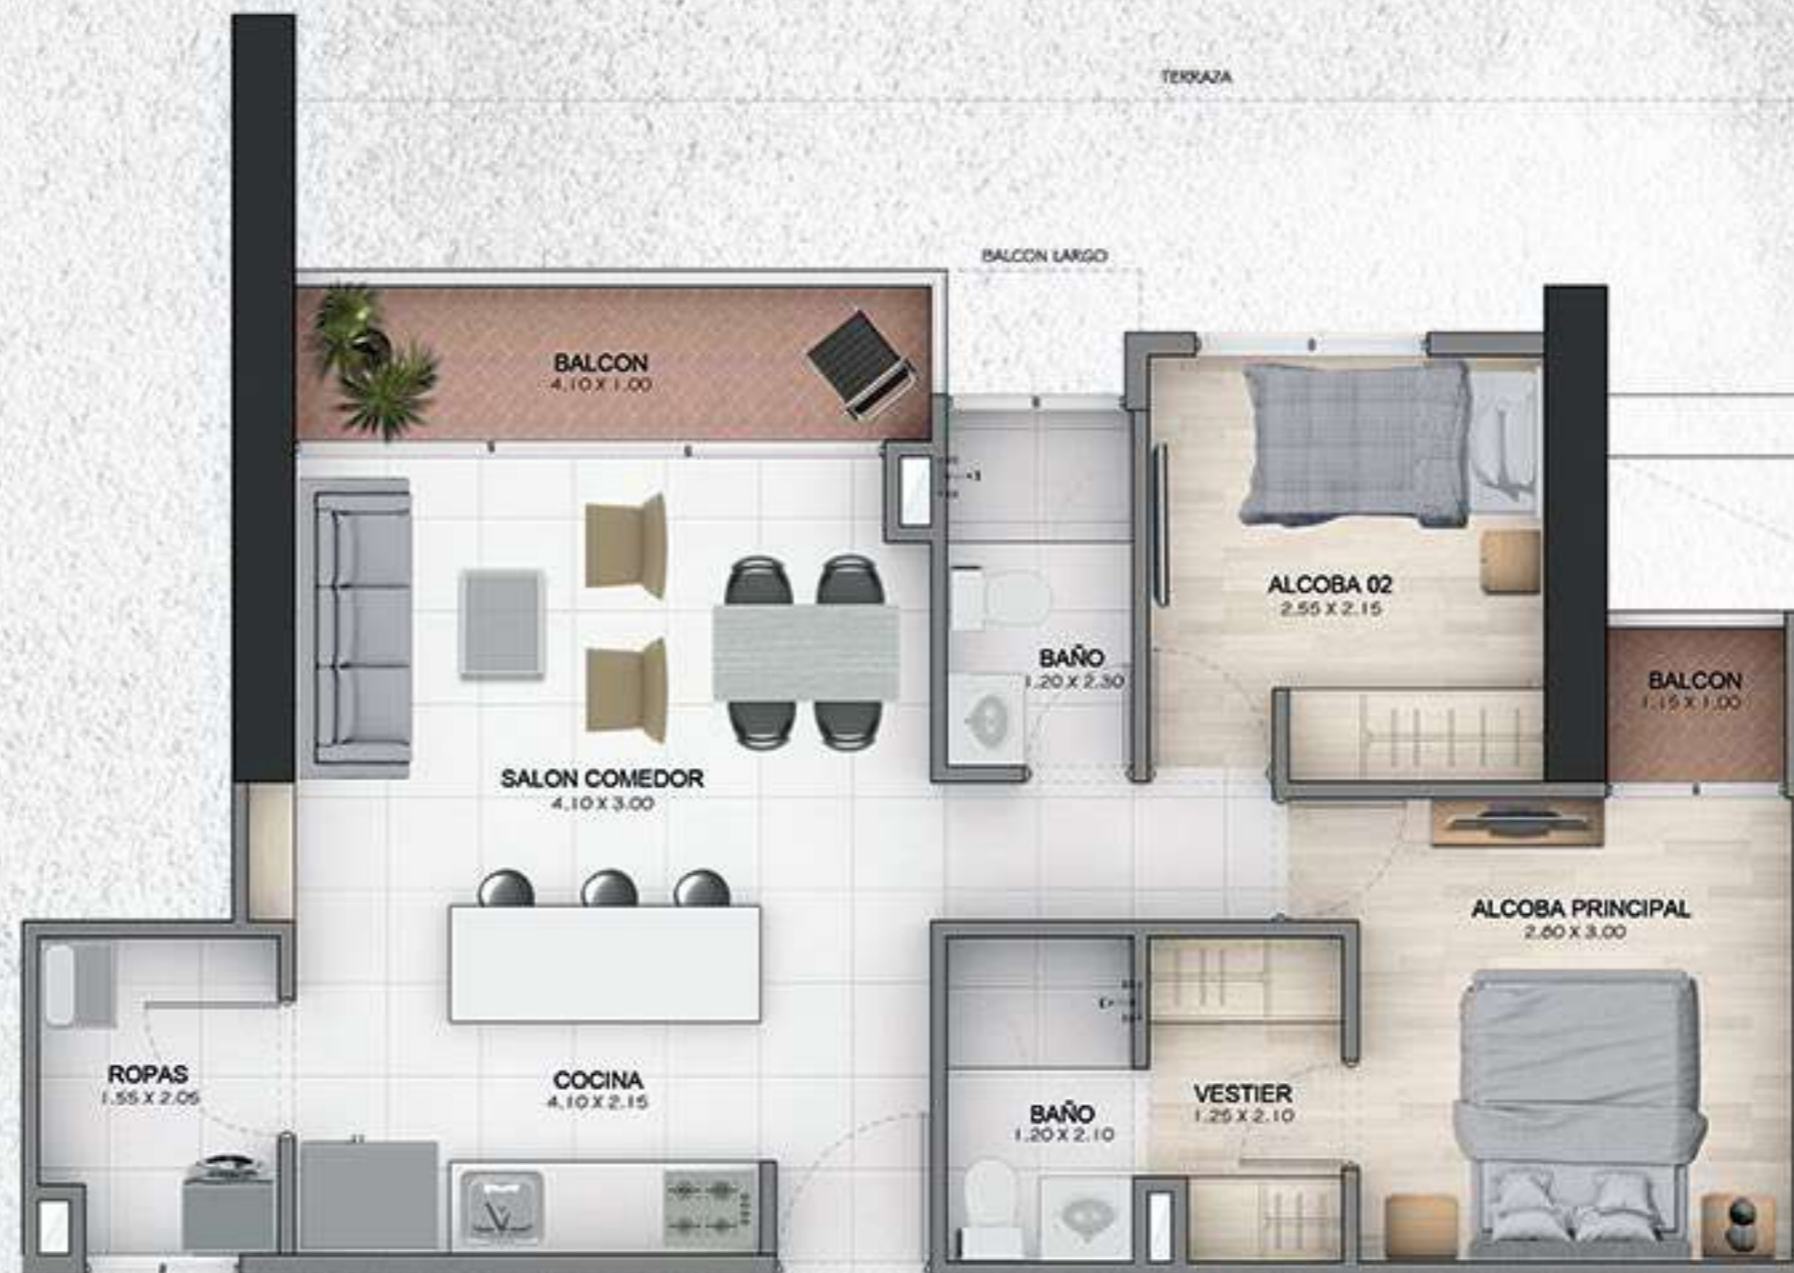 TERRAZA
BALCON LARGO
BALCON
4.10 X 1.00
ALCOBA 02
2.55 X 2.15
BAÑO
1.20 X 2.30
BALCON
1.15 X 1.00
SALON COMEDOR
4.10 X 3.00
ALCOBA PRINCIPAL
2.60 X 3.00
ROPAS
1.55 X 2.05
COCINA
4.10 X 2.15
BAÑO
1.20 X 2.10
VESTIER
1.25 X 2.10